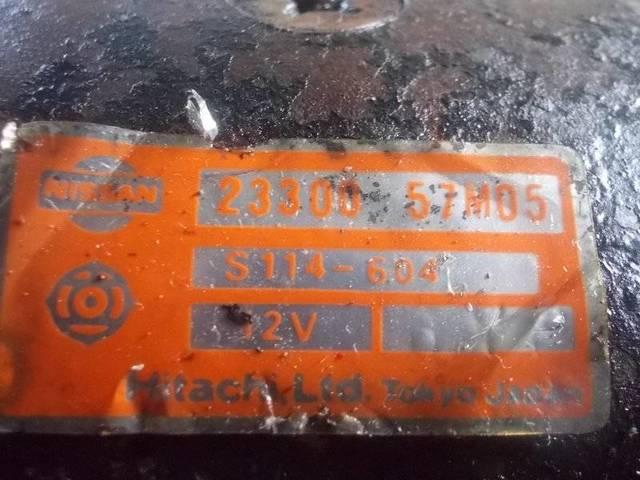 NISSAN
23300 57M05
S114-604
12V
Hitachi, Ltd. Tokyo Japan